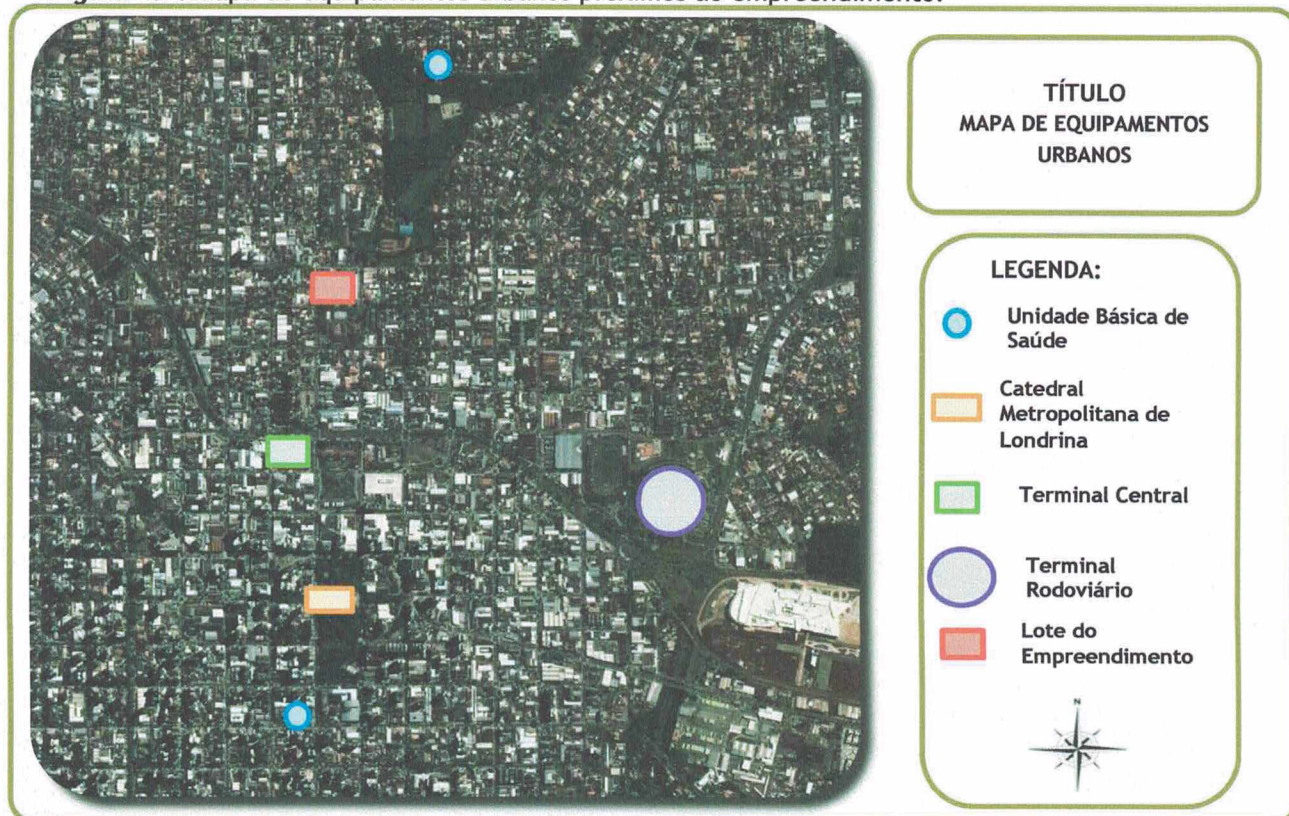 TÍTULO
MAPA DE EQUIPAMENTOS
URBANOS
LEGENDA:
Unidade Básica de
Saúde
Catedral
Metropolitana de
Londrina
Terminal Central
Terminal
Rodoviário
Lote do
Empreendimento
N